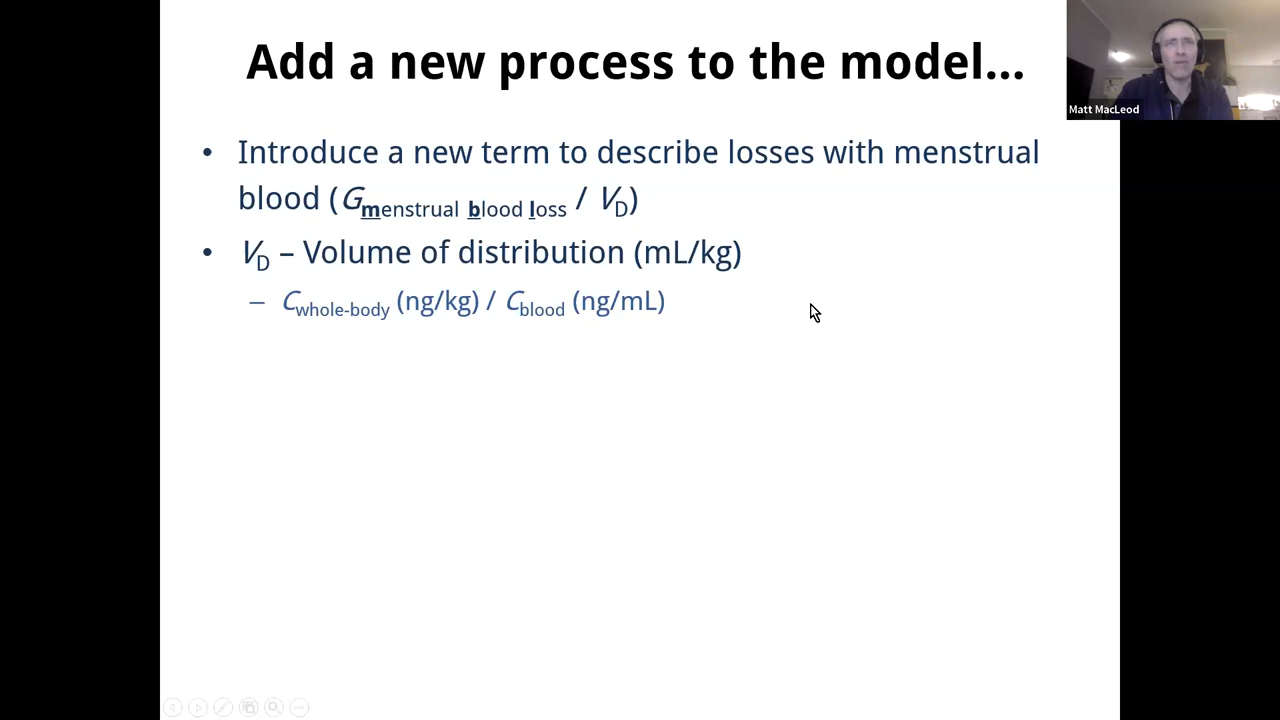 Add a new process to the model...
Matt MacLeod
• Introduce a new term to describe losses with menstrual
blood (Gmenstrual blood loss / VD)
• VD – Volume of distribution (mL/kg)
– Cwhole-body (ng/kg) / Cblood (ng/mL)